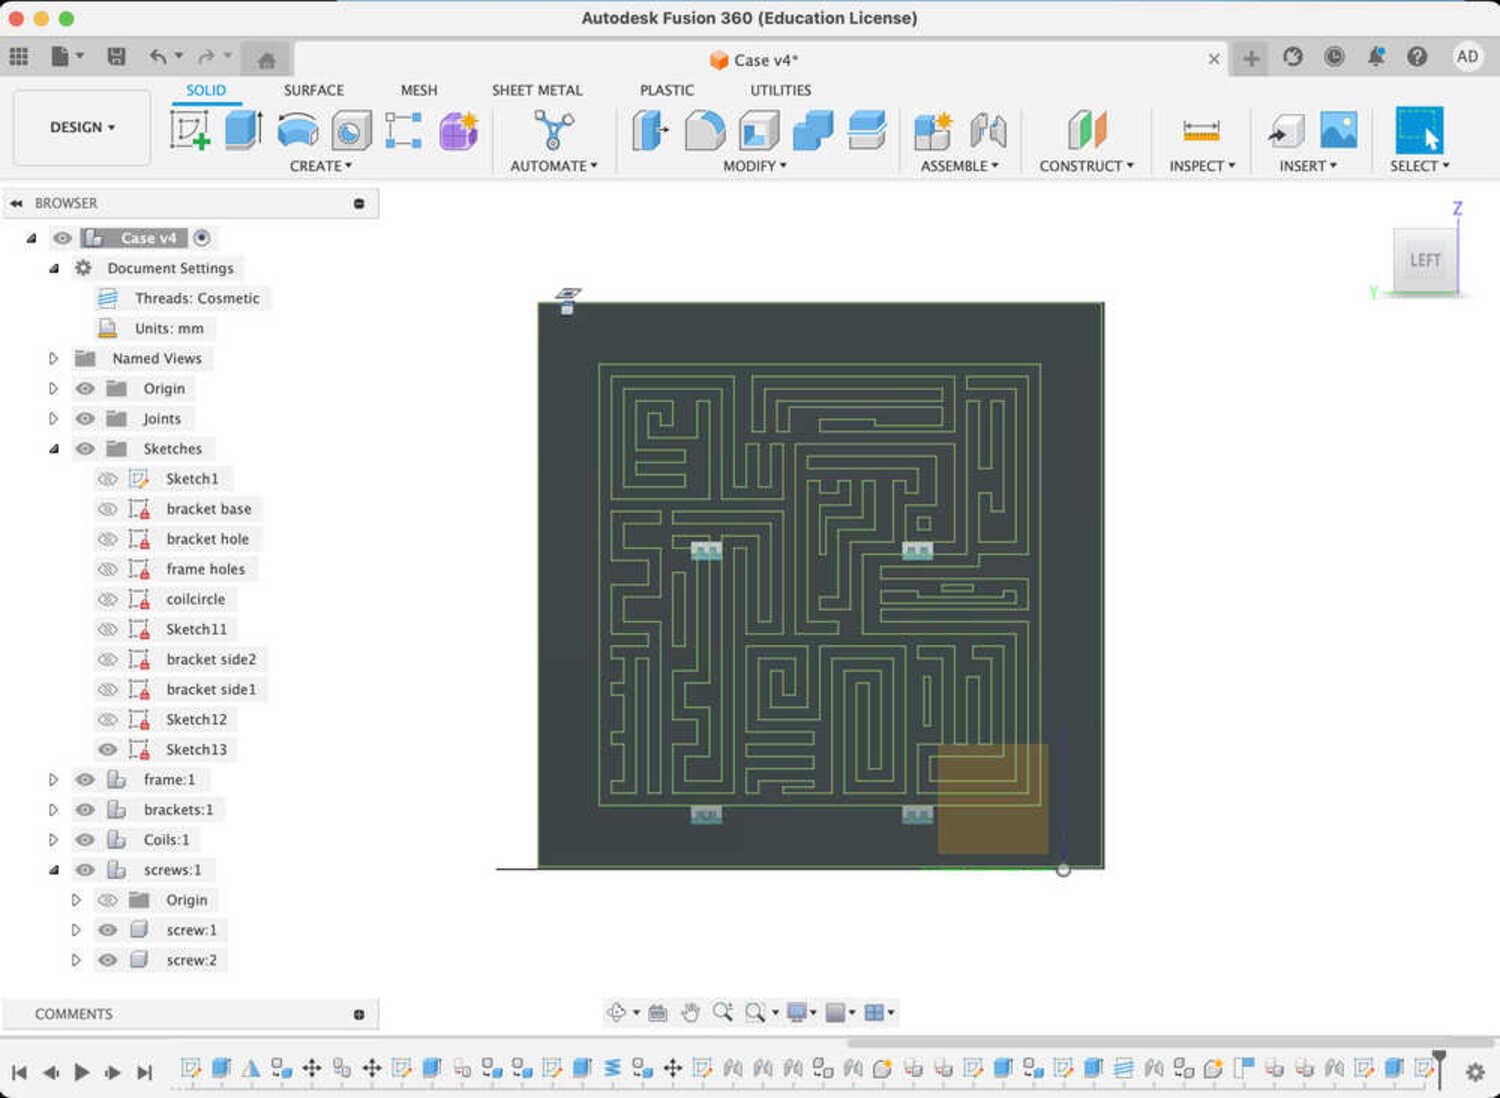 Autodesk Fusion 360 (Education License)
Case v4*
AD
DESIGN
SOLID
SURFACE
MESH
SHEET METAL
PLASTIC
UTILITIES
CREATE
AUTOMATE
MODIFY
ASSEMBLE
CONSTRUCT
INSPECT
INSERT
SELECT
BROWSER
Case v4
Document Settings
Threads: Cosmetic
Units: mm
Named Views
Origin
Joints
Sketches
Sketch1
bracket base
bracket hole
frame holes
coilcircle
Sketch11
bracket side2
bracket side1
Sketch12
Sketch13
frame:1
brackets:1
Coils:1
screws:1
Origin
screw:1
screw:2
Z
LEFT
Y
COMMENTS